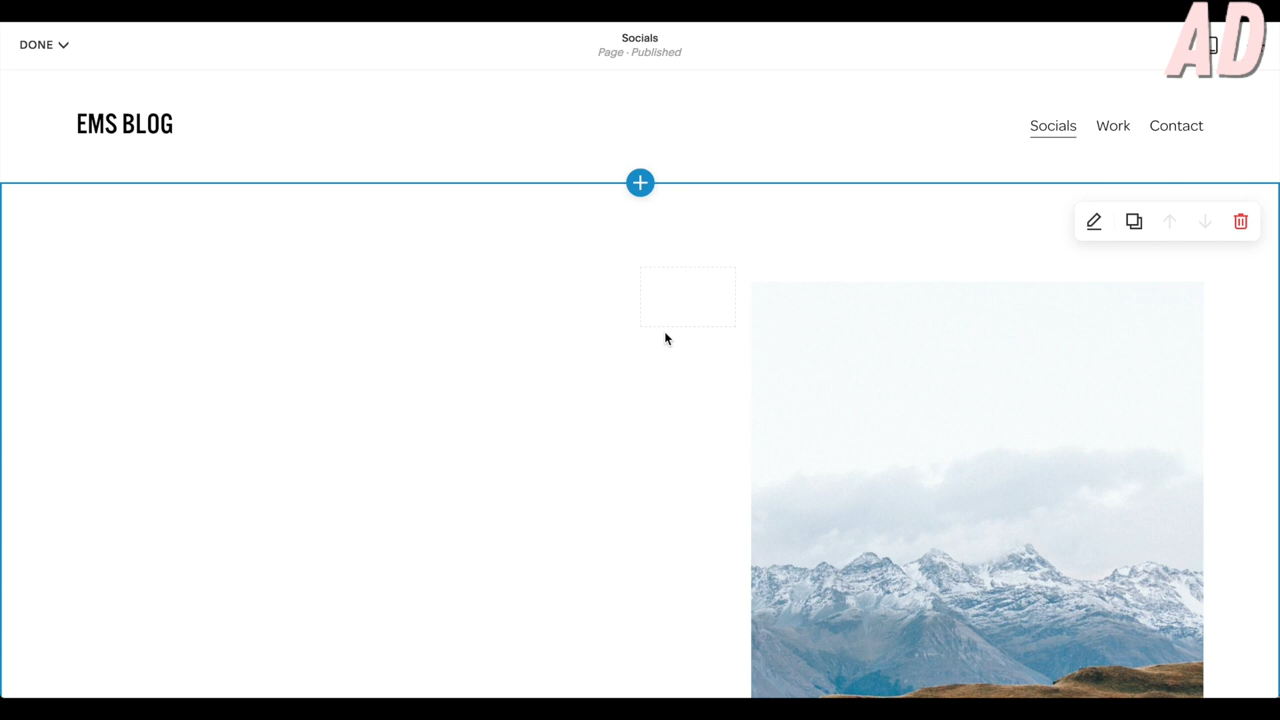 DONE
Socials
Page · Published
AD
EMS BLOG
Socials
Work
Contact